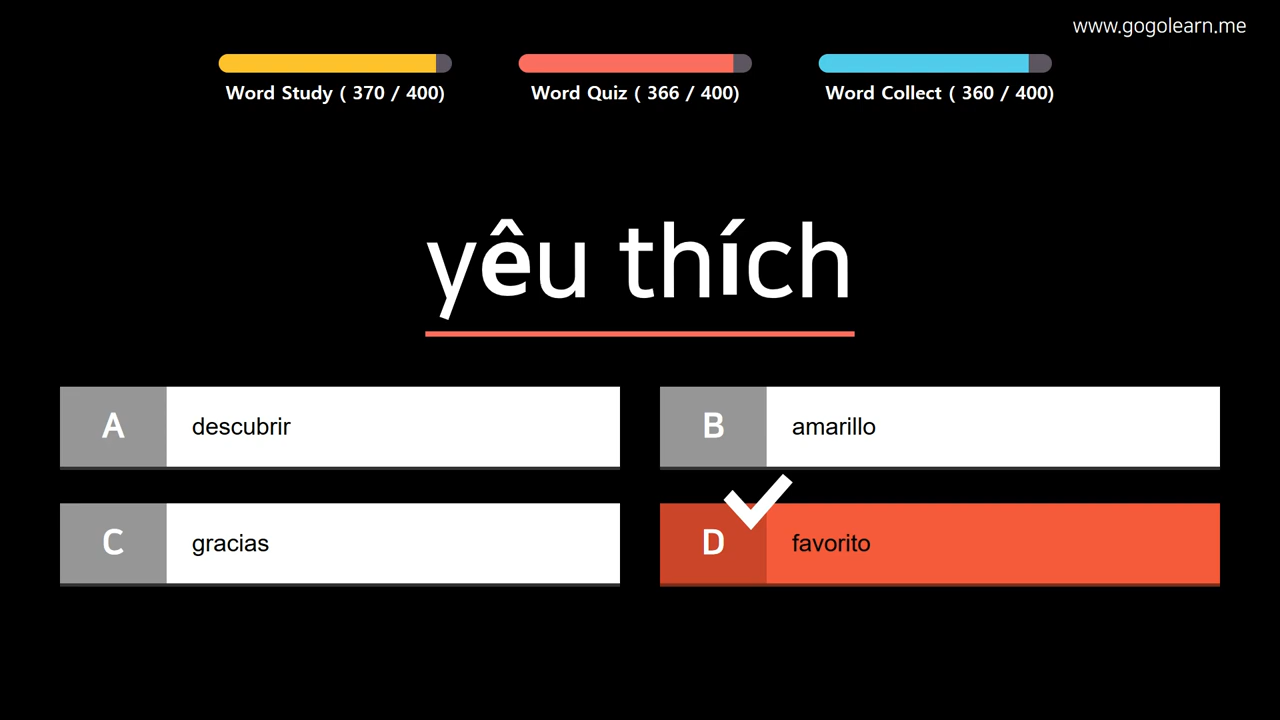 www.gogolearn.me
Word Study ( 370 / 400)
Word Quiz ( 366 / 400)
Word Collect ( 360 / 400)
yêu thích
A descubrir
B amarillo
C gracias
D favorito